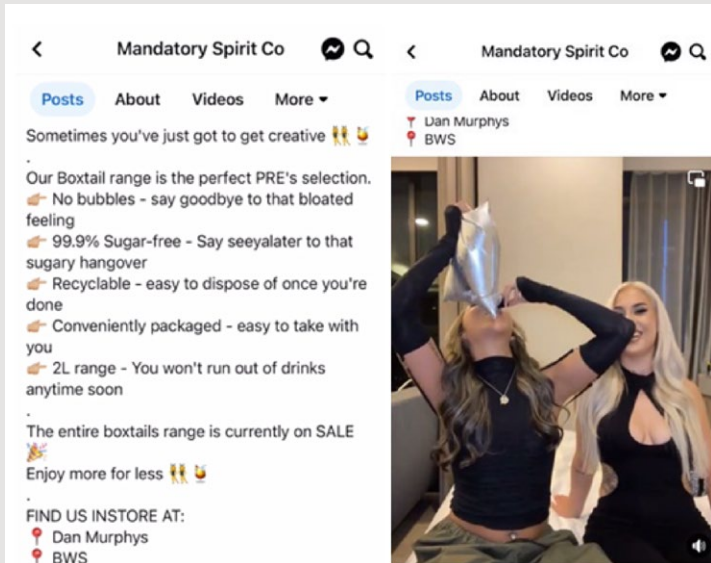 Mandatory Spirit Co
Posts About Videos More
Sometimes you've just got to get creative 👯🍹
.
Our Boxtail range is the perfect PRE's selection.
👉🏼 No bubbles - say goodbye to that bloated
feeling
👉🏼 99.9% Sugar-free - Say seeyalater to that
sugary hangover
👉🏼 Recyclable - easy to dispose of once you're
done
👉🏼 Conveniently packaged - easy to take with
you
👉🏼 2L range - You won't run out of drinks
anytime soon
.
The entire boxtails range is currently on SALE
🎉
Enjoy more for less 👯🍹
.
FIND US INSTORE AT:
📍 Dan Murphys
📍 BWS
Mandatory Spirit Co
Posts About Videos More
📍 Dan Murphys
📍 BWS